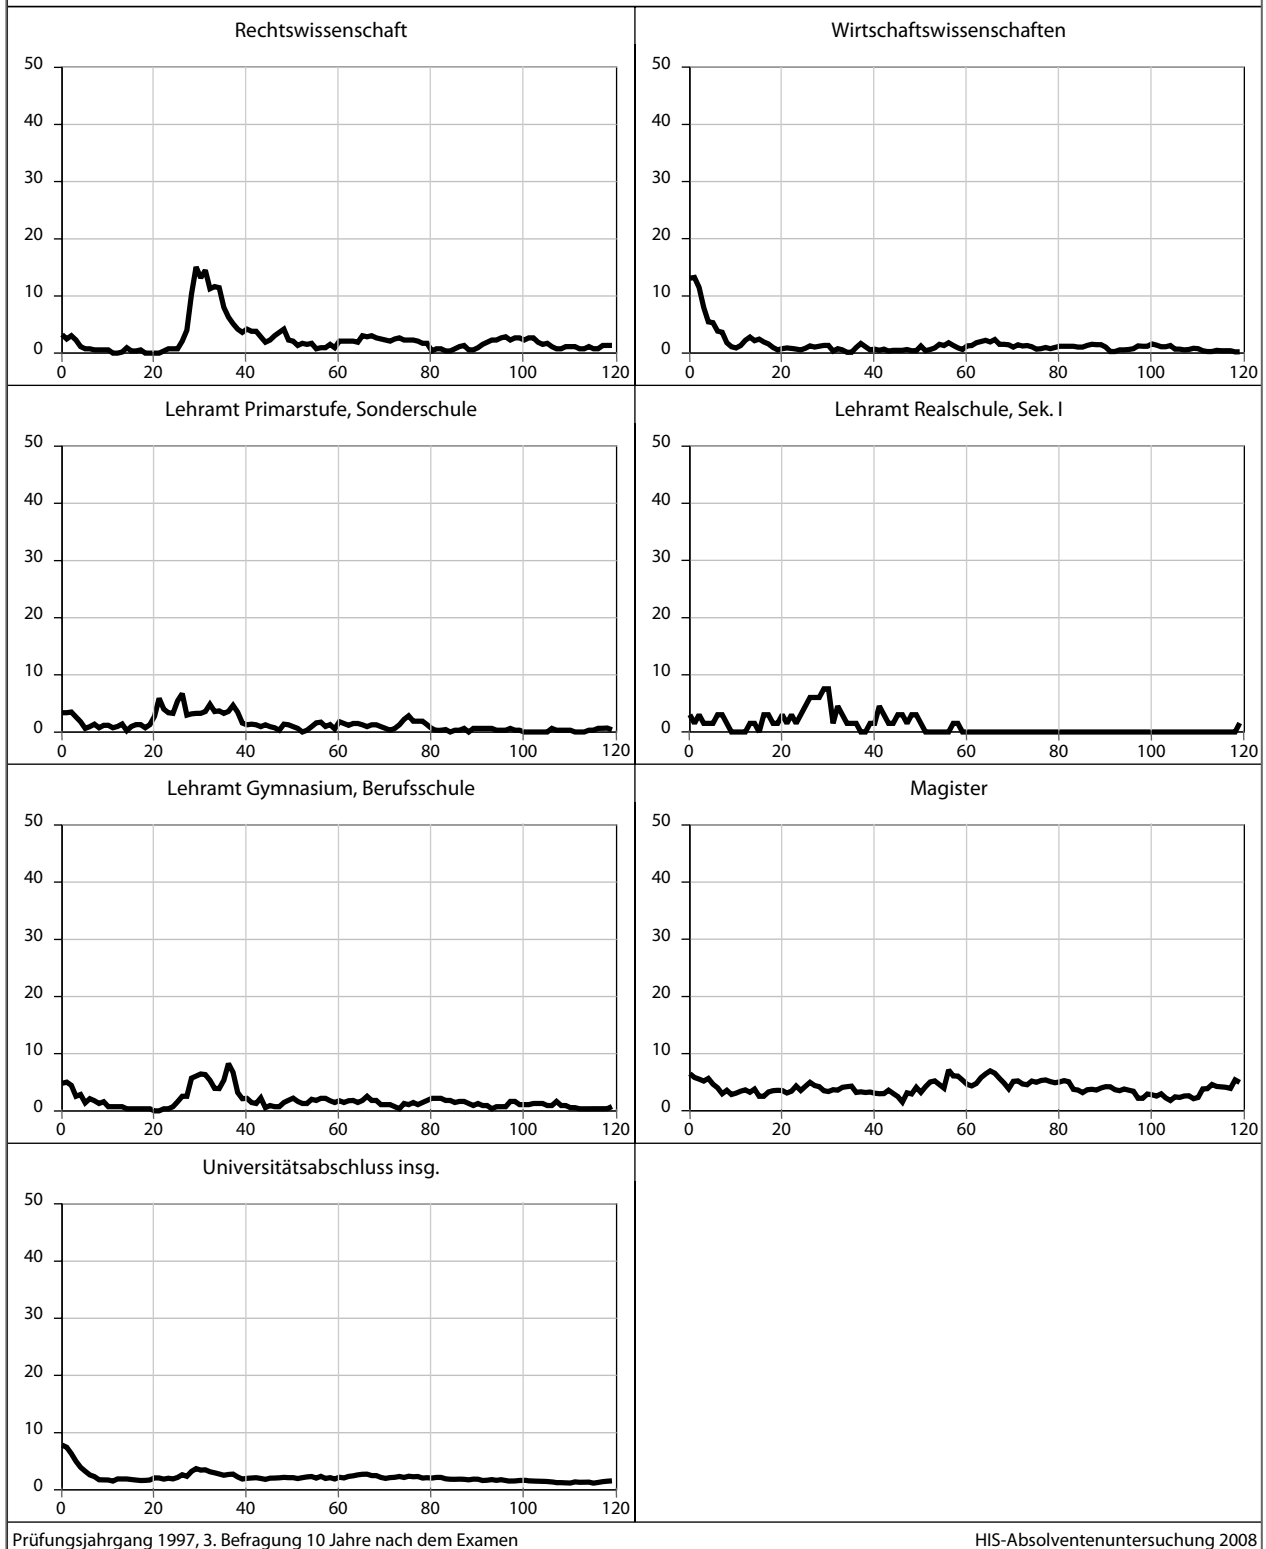 Rechtswissenschaft
50
40
30
20
10
0
0 20 40 60 80 100 120
Wirtschaftswissenschaften
50
40
30
20
10
0
0 20 40 60 80 100 120
Lehramt Primarstufe, Sonderschule
50
40
30
20
10
0
0 20 40 60 80 100 120
Lehramt Realschule, Sek. I
50
40
30
20
10
0
0 20 40 60 80 100 120
Lehramt Gymnasium, Berufsschule
50
40
30
20
10
0
0 20 40 60 80 100 120
Magister
50
40
30
20
10
0
0 20 40 60 80 100 120
Universitätsabschluss insg.
50
40
30
20
10
0
0 20 40 60 80 100 120
Prüfungsjahrgang 1997, 3. Befragung 10 Jahre nach dem Examen
HIS-Absolventenuntersuchung 2008